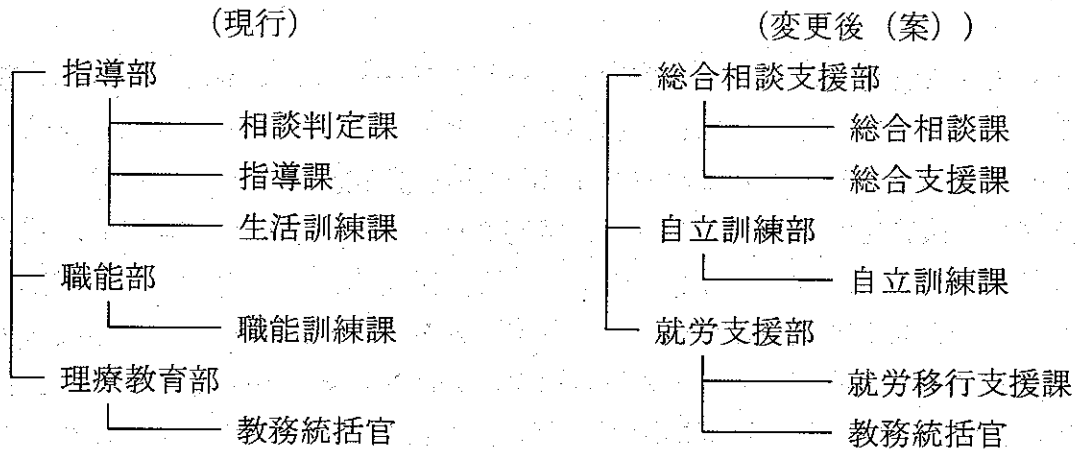 （現行）
指導部
相談判定課
指導課
生活訓練課
職能部
職能訓練課
理療教育部
教務統括官
（変更後（案））
総合相談支援部
総合相談課
総合支援課
自立訓練部
自立訓練課
就労支援部
就労移行支援課
教務統括官